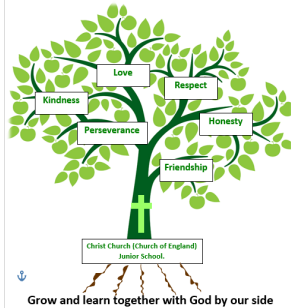 Love
Respect
Kindness
Honesty
Perseverance
Friendship
Christ Church (Church of England)
Junior School.
Grow and learn together with God by our side